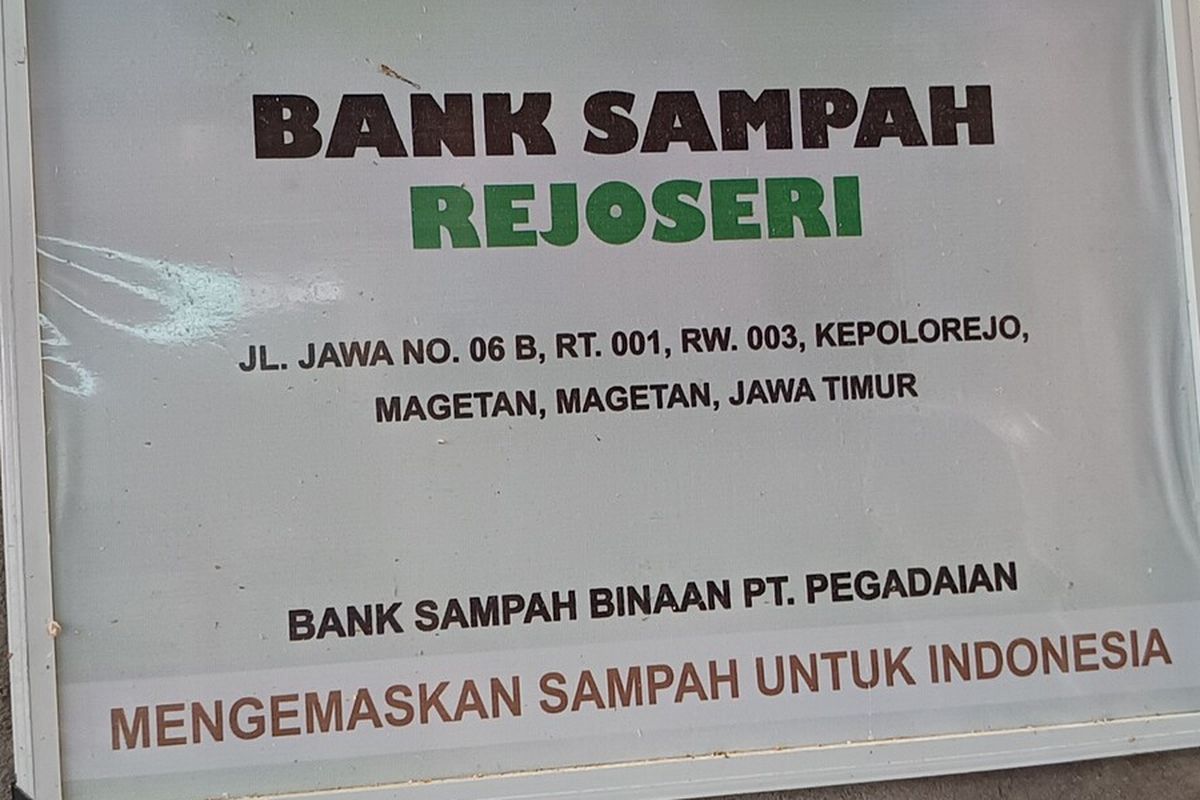 BANK SAMPAH
REJOSERI
JL. JAWA NO. 06 B, RT. 001, RW. 003, KEPOLOREJO,
MAGETAN, MAGETAN, JAWA TIMUR
BANK SAMPAH BINAAN PT. PEGADAIAN
MENGEMASKAN SAMPAH UNTUK INDONESIA